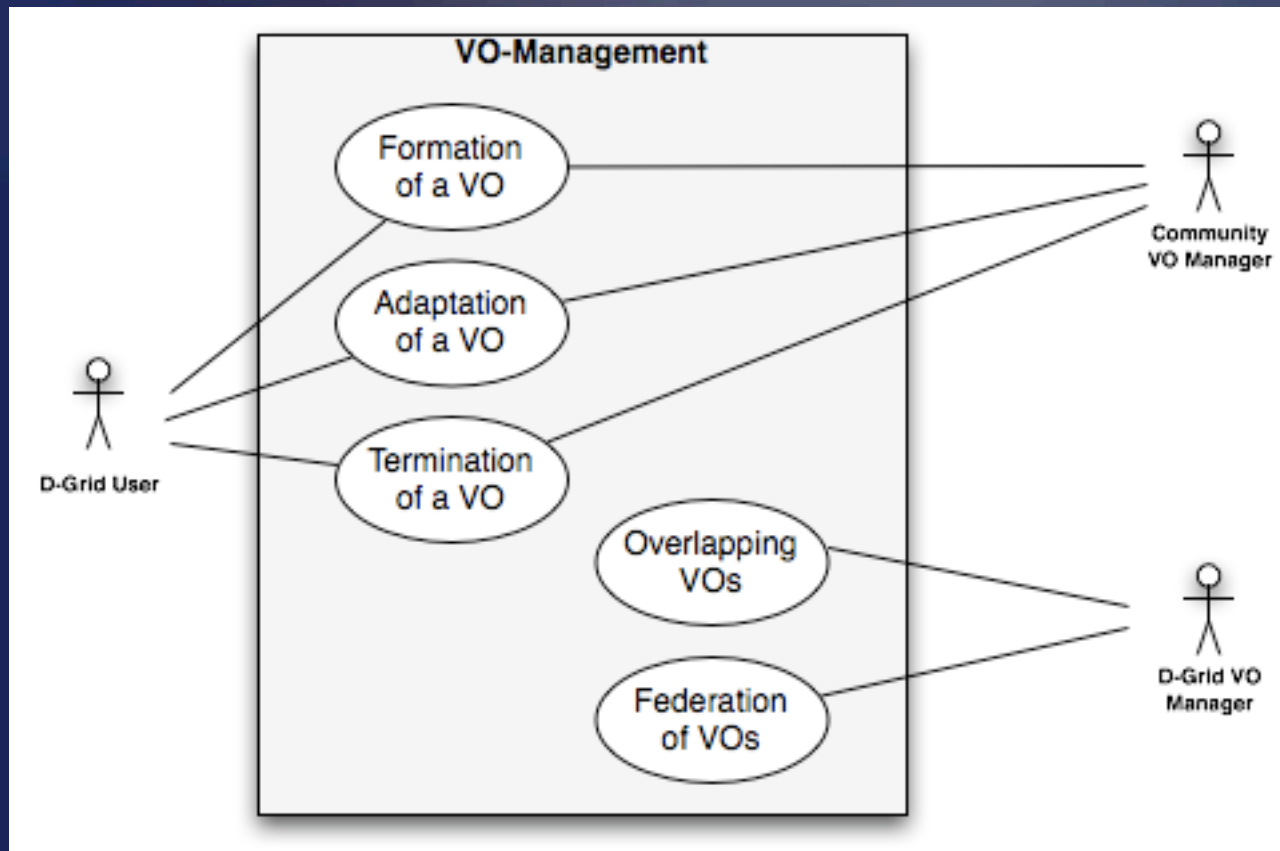 VO-Management
Formation
of a VO
Adaptation
of a VO
Termination
of a VO
Overlapping
VOs
Federation
of VOs
D-Grid User
Community
VO Manager
D-Grid VO
Manager